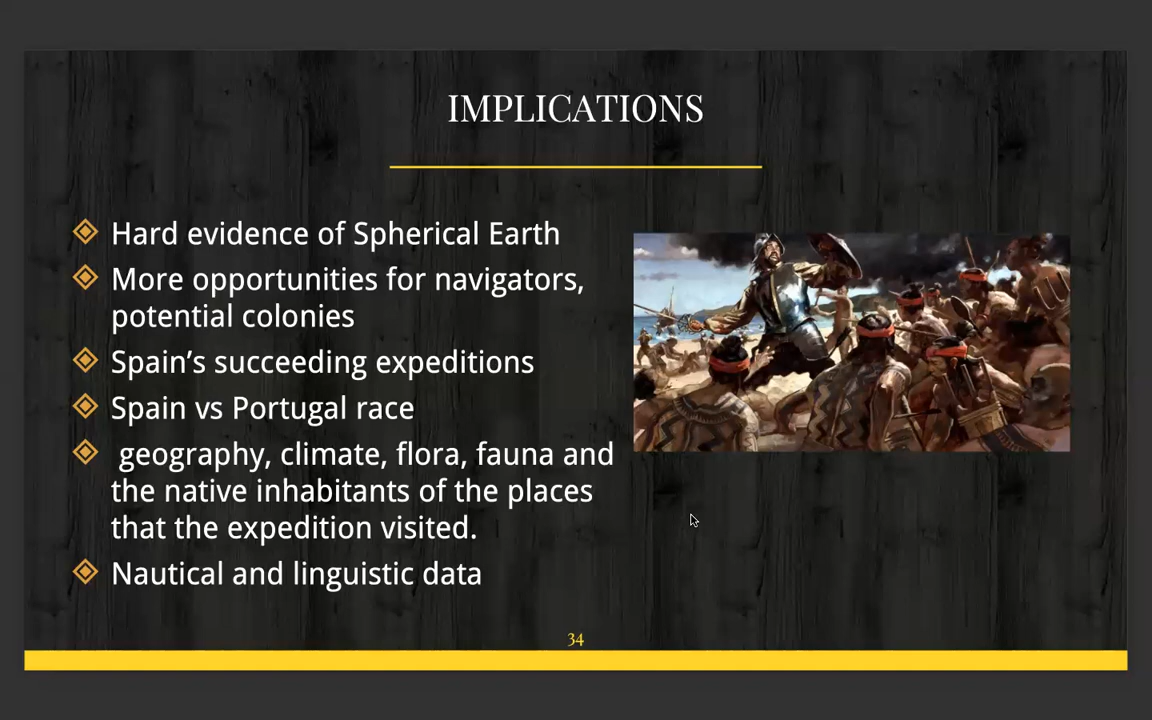 IMPLICATIONS
Hard evidence of Spherical Earth
More opportunities for navigators,
potential colonies
Spain’s succeeding expeditions
Spain vs Portugal race
geography, climate, flora, fauna and
the native inhabitants of the places
that the expedition visited.
Nautical and linguistic data
34